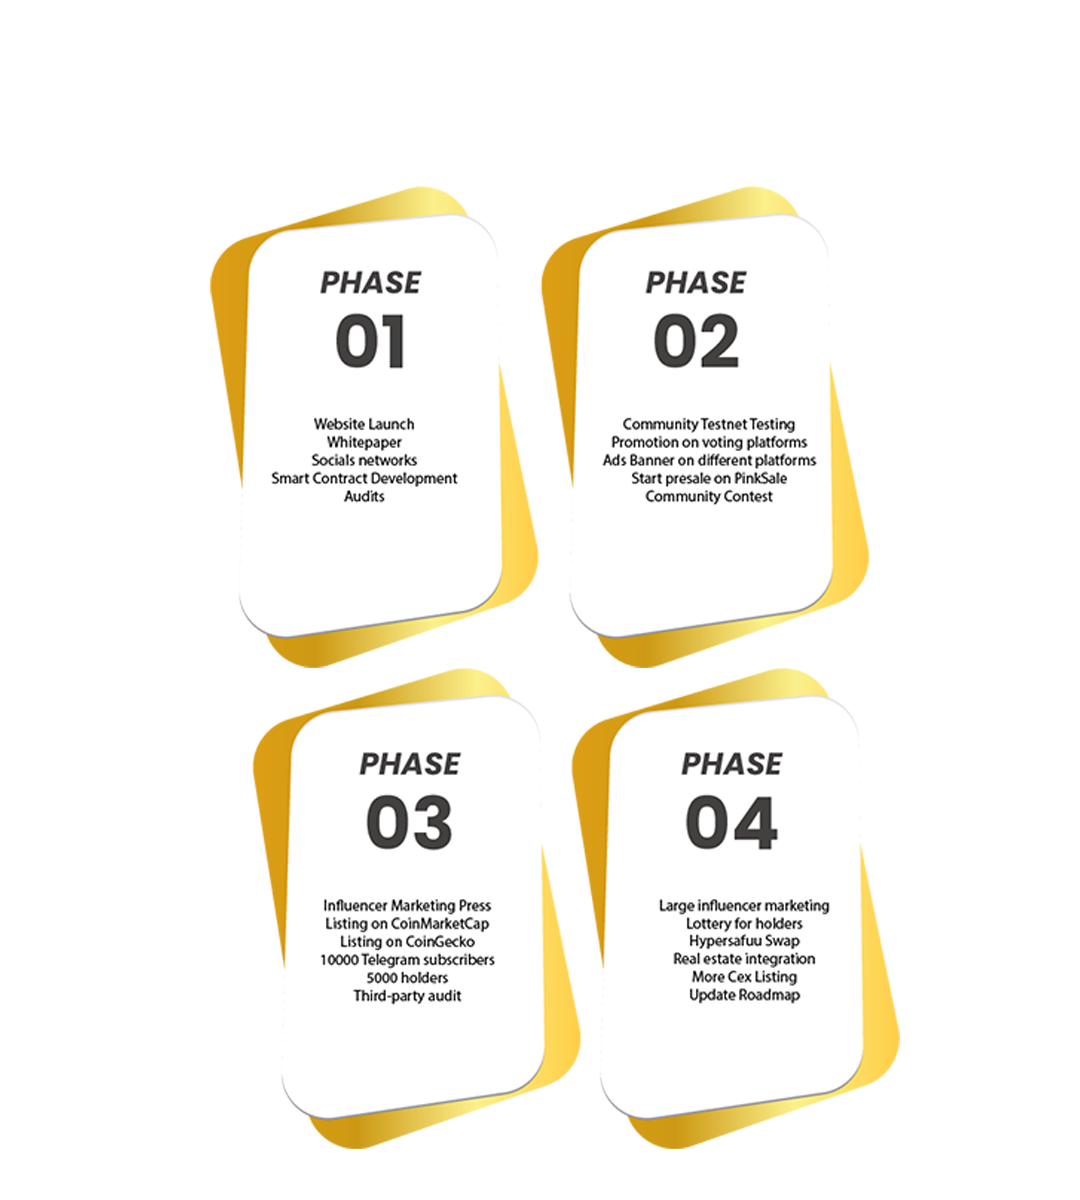 PHASE
01
Website Launch
Whitepaper
Socials networks
Smart Contract Development
Audits
PHASE
02
Community Testnet Testing
Promotion on voting platforms
Ads Banner on different platforms
Start presale on PinkSale
Community Contest
PHASE
03
Influencer Marketing Press
Listing on CoinMarketCap
Listing on CoinGecko
10000 Telegram subscribers
5000 holders
Third-party audit
PHASE
04
Large influencer marketing
Lottery for holders
Hypersafuu Swap
Real estate integration
More Cex Listing
Update Roadmap